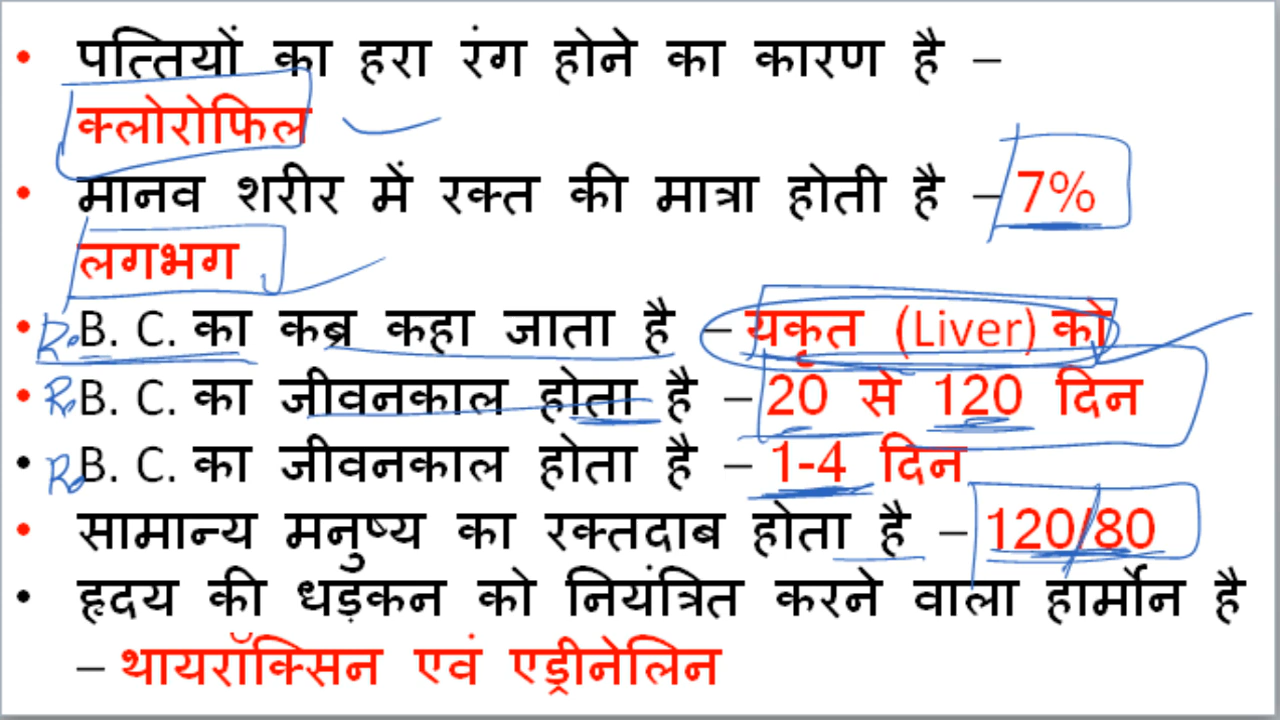 • पत्तियों का हरा रंग होने का कारण है –
क्लोरोफिल
• मानव शरीर में रक्त की मात्रा होती है – 7%
लगभग
• R. B. C. का कब्र कहा जाता है – यकृत (Liver) को
• R. B. C. का जीवनकाल होता है – 20 से 120 दिन
• R. B. C. का जीवनकाल होता है – 1-4 दिन
• सामान्य मनुष्य का रक्तदाब होता है – 120/80
• हृदय की धड़कन को नियंत्रित करने वाला हार्मोन है
– थायरॉक्सिन एवं एड्रीनेलिन